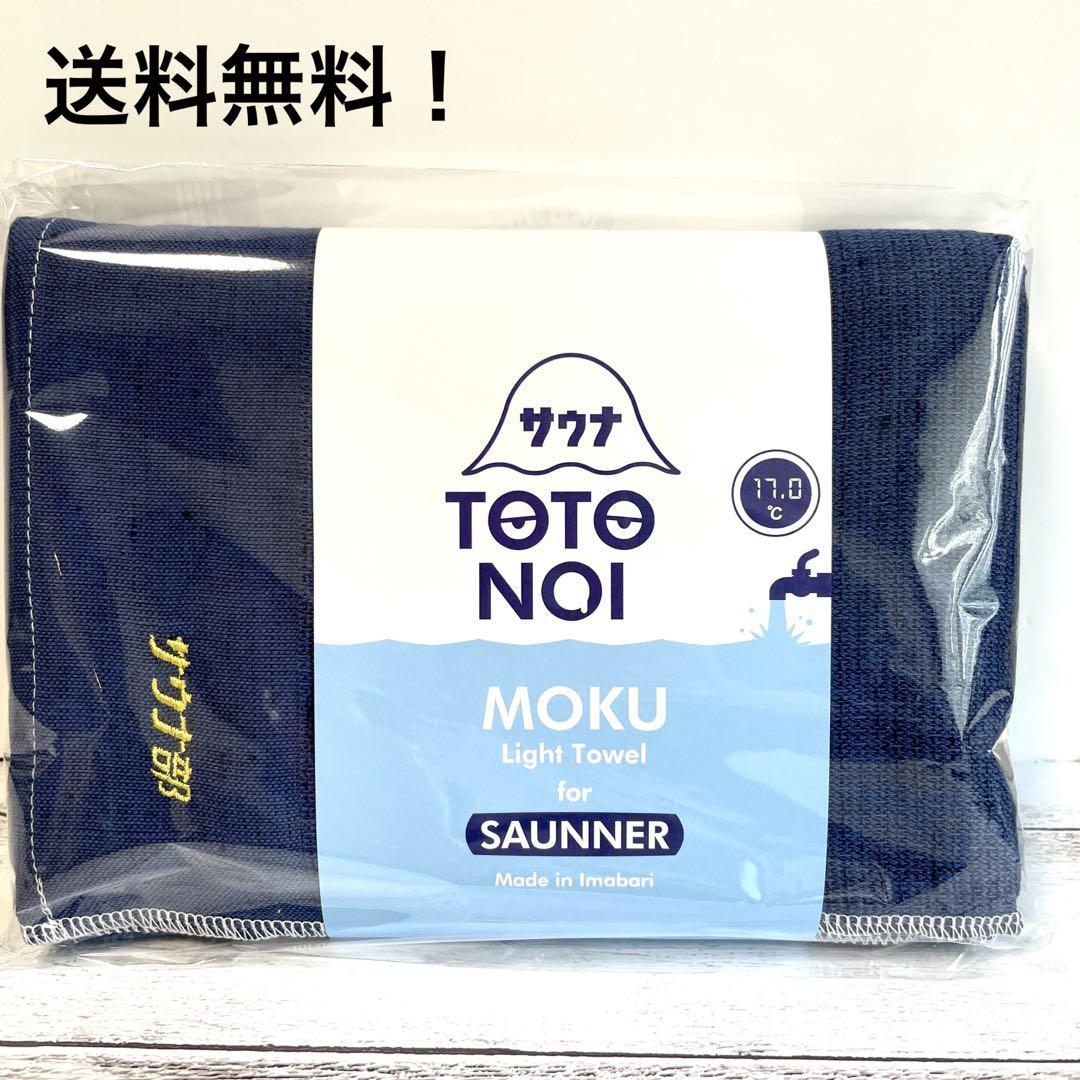 送料無料！
サウナ
TOTO
NOI
17.0
℃
サウナ部
MOKU
Light Towel
for
SAUNNER
Made in Imabari